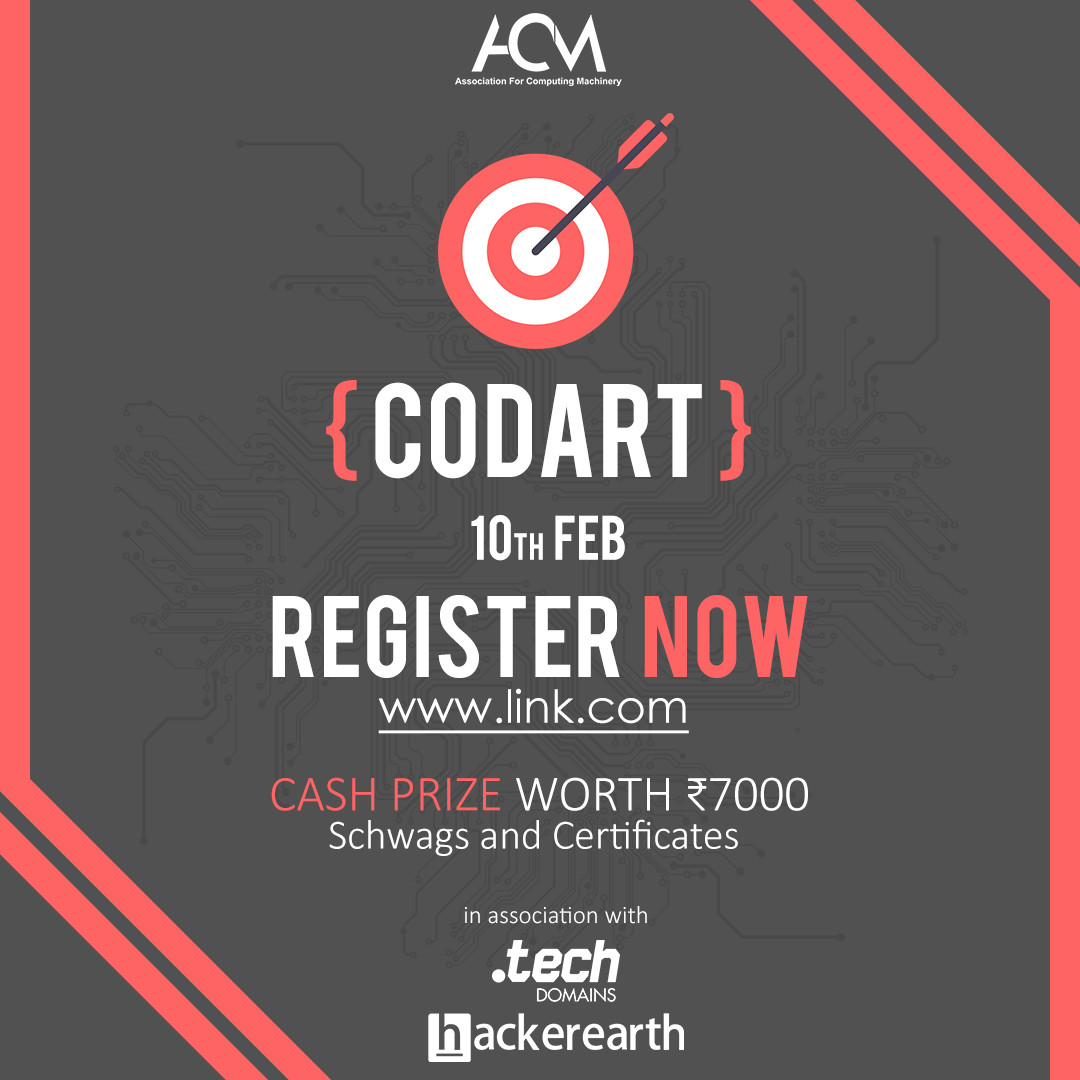 ACM
Association For Computing Machinery
{ CODART }
10TH FEB
REGISTER NOW
www.link.com
CASH PRIZE WORTH ₹7000
Schwags and Certificates
in association with
.tech
DOMAINS
hackerearth